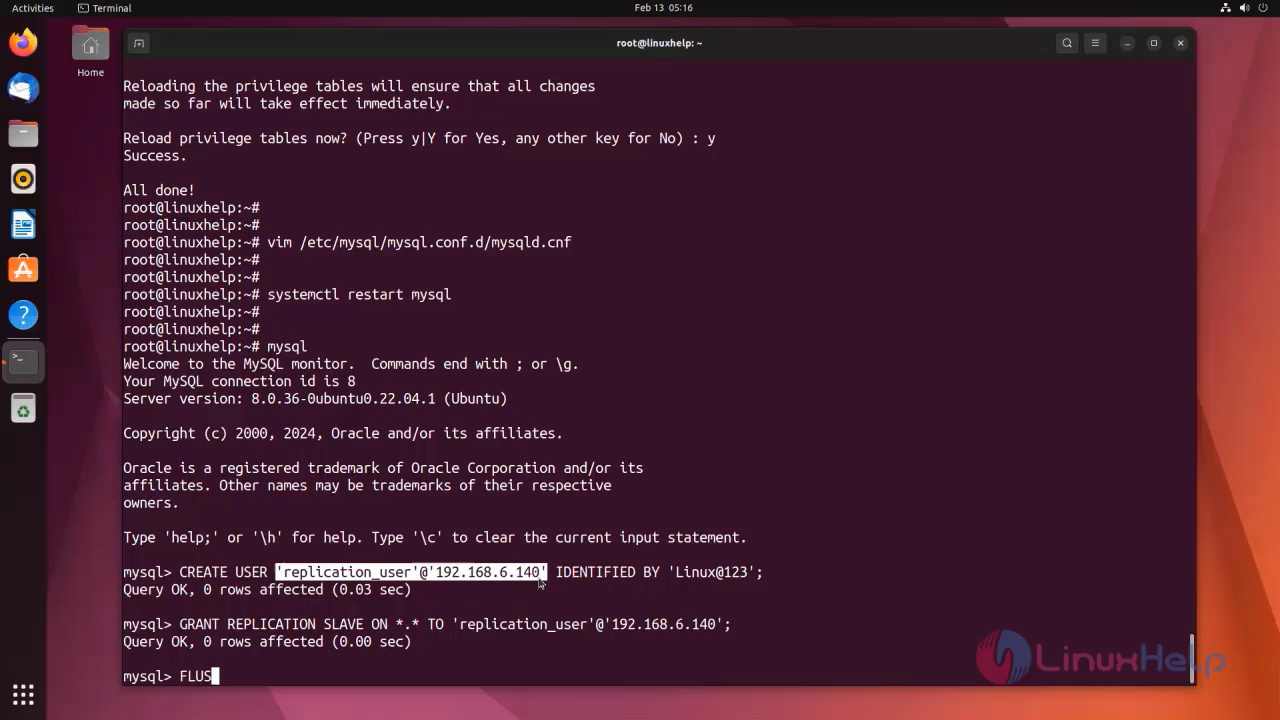 Activities
Terminal
Feb 13 05:16
Home
root@linuxhelp: ~
Reloading the privilege tables will ensure that all changes
made so far will take effect immediately.
Reload privilege tables now? (Press y|Y for Yes, any other key for No) : y
Success.
All done!
root@linuxhelp:~#
root@linuxhelp:~#
root@linuxhelp:~# vim /etc/mysql/mysql.conf.d/mysqld.cnf
root@linuxhelp:~#
root@linuxhelp:~#
root@linuxhelp:~# systemctl restart mysql
root@linuxhelp:~#
root@linuxhelp:~#
root@linuxhelp:~# mysql
Welcome to the MySQL monitor.  Commands end with ; or \g.
Your MySQL connection id is 8
Server version: 8.0.36-0ubuntu0.22.04.1 (Ubuntu)
Copyright (c) 2000, 2024, Oracle and/or its affiliates.
Oracle is a registered trademark of Oracle Corporation and/or its
affiliates. Other names may be trademarks of their respective
owners.
Type 'help;' or '\h' for help. Type '\c' to clear the current input statement.
mysql> CREATE USER 'replication_user'@'192.168.6.140' IDENTIFIED BY 'Linux@123';
Query OK, 0 rows affected (0.03 sec)
mysql> GRANT REPLICATION SLAVE ON *.* TO 'replication_user'@'192.168.6.140';
Query OK, 0 rows affected (0.00 sec)
mysql> FLUS
LinuxHelp